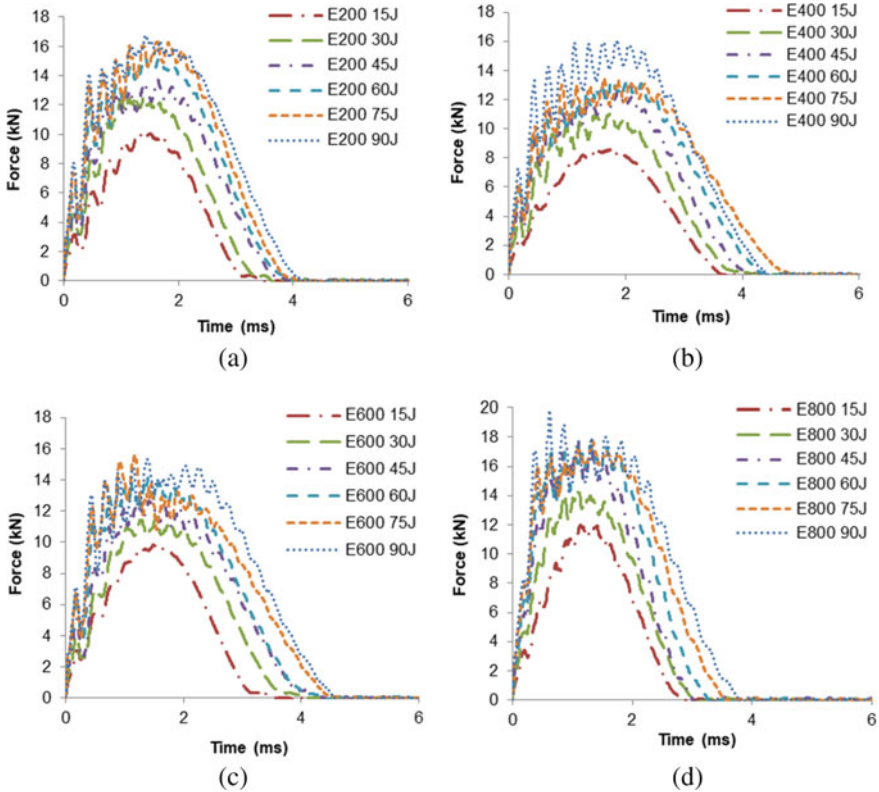 18
16
14
12
10
8
6
4
2
0
Force (kN)
0 2 4 6
Time (ms)
E200 15J
E200 30J
E200 45J
E200 60J
E200 75J
E200 90J
(a)
18
16
14
12
10
8
6
4
2
0
Force (kN)
0 2 4 6
Time (ms)
E400 15J
E400 30J
E400 45J
E400 60J
E400 75J
E400 90J
(b)
18
16
14
12
10
8
6
4
2
0
Force (kN)
0 2 4 6
Time (ms)
E600 15J
E600 30J
E600 45J
E600 60J
E600 75J
E600 90J
(c)
20
18
16
14
12
10
8
6
4
2
0
Force (kN)
0 2 4 6
Time (ms)
E800 15J
E800 30J
E800 45J
E800 60J
E800 75J
E800 90J
(d)